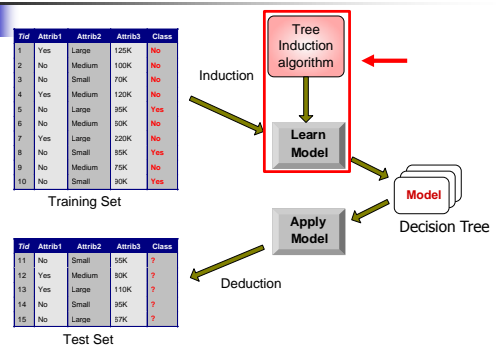 Tid Attrib1 Attrib2 Attrib3 Class
1 Yes Large 125K No
2 No Medium 100K No
3 No Small 70K No
4 Yes Medium 120K No
5 No Large 95K Yes
6 No Medium 60K No
7 Yes Large 220K No
8 No Small 85K Yes
9 No Medium 75K No
10 No Small 90K Yes
Training Set
Induction
Tree
Induction
algorithm
Learn
Model
Model
Decision Tree
Apply
Model
Deduction
Tid Attrib1 Attrib2 Attrib3 Class
11 No Small 55K ?
12 Yes Medium 80K ?
13 Yes Large 110K ?
14 No Small 95K ?
15 No Large 67K ?
Test Set